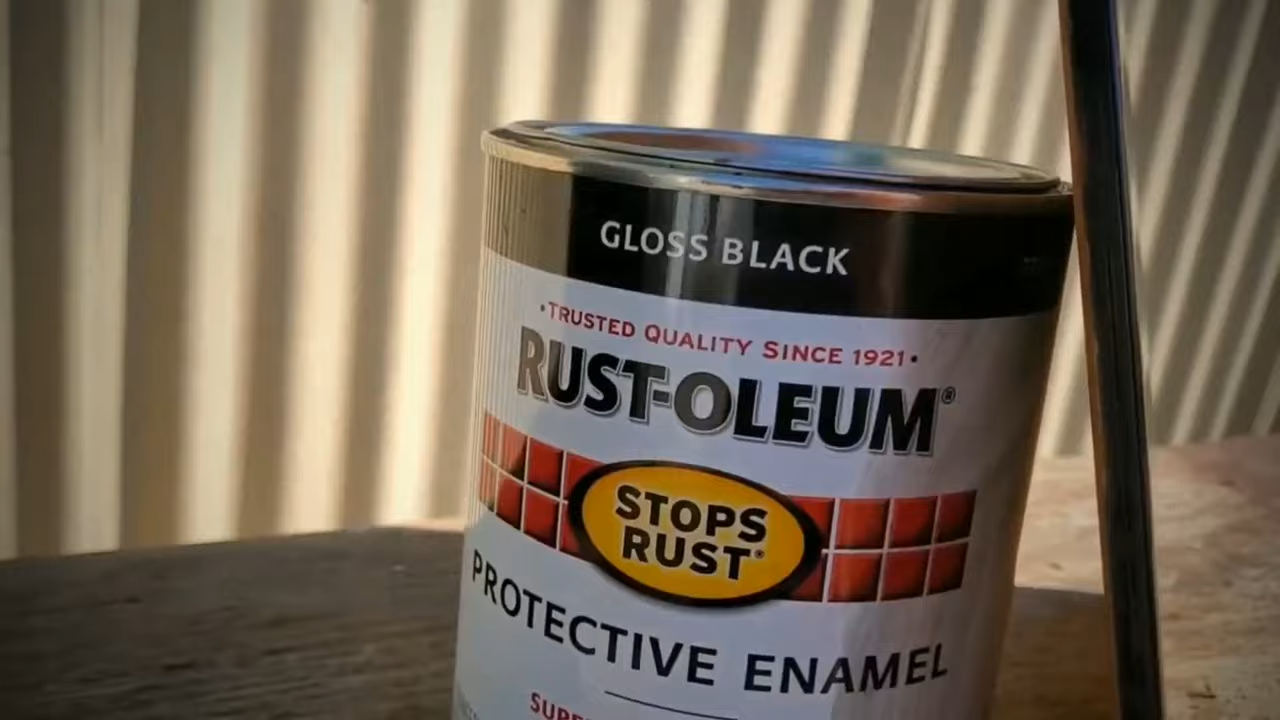 GLOSS BLACK
•TRUSTED QUALITY SINCE 1921•
RUST-OLEUM®
STOPS
RUST®
PROTECTIVE ENAMEL